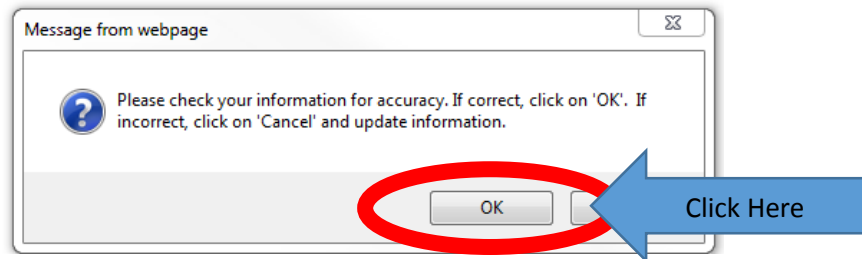 Message from webpage
Please check your information for accuracy. If correct, click on 'OK'. If
incorrect, click on 'Cancel' and update information.
OK
Click Here